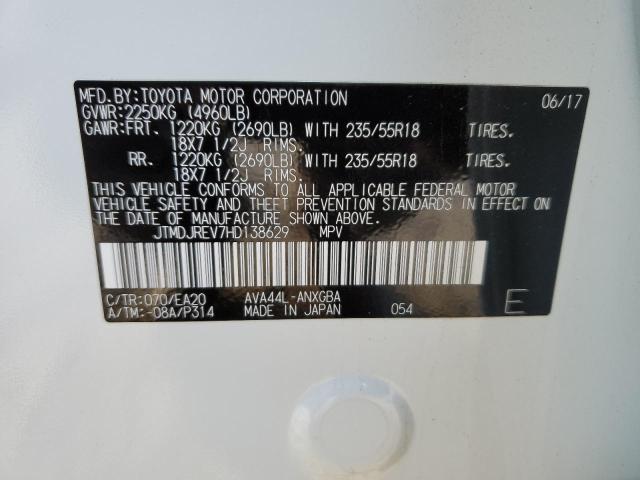 MFD.BY:TOYOTA MOTOR CORPORATION 06/17
GVWR:2250KG (4960LB)
GAWR:FRT. 1220KG (2690LB) WITH 235/55R18 TIRES.
18X7 1/2J RIMS.
RR. 1220KG (2690LB) WITH 235/55R18 TIRES.
18X7 1/2J RIMS.
THIS VEHICLE CONFORMS TO ALL APPLICABLE FEDERAL MOTOR
VEHICLE SAFETY AND THEFT PREVENTION STANDARDS IN EFFECT ON
THE DATE OF MANUFACTURE SHOWN ABOVE.
JTMDJREV7HD138629 MPV
C/TR:070/EA20 AVA44L-ANXGBA
A/TM:-08A/P314 MADE IN JAPAN 054 E